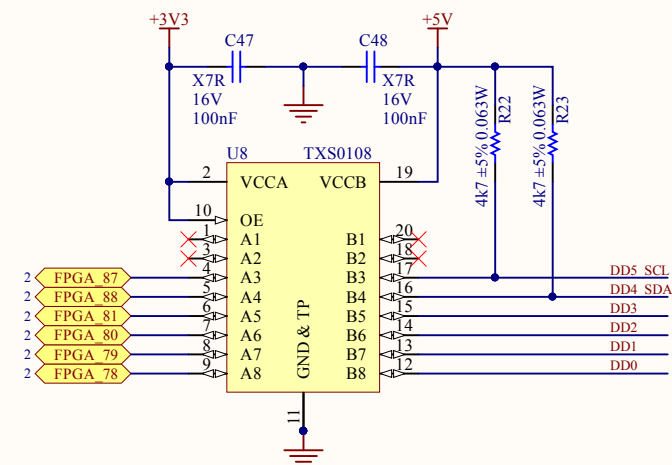 +3V3
+5V
C47
C48
X7R
16V
100nF
X7R
16V
100nF
4k7 ±5% 0.063W
R22
4k7 ±5% 0.063W
R23
U8
TXS0108
2
VCCA
VCCB
19
10
OE
1
A1
B1
20
3
A2
B2
18
2
FPGA_87
4
A3
B3
17
DD5_SCL
2
FPGA_88
5
A4
B4
16
DD4_SDA
2
FPGA_81
6
A5
B5
15
DD3
2
FPGA_80
7
A6
B6
14
DD2
2
FPGA_79
8
A7
B7
13
DD1
2
FPGA_78
9
A8
B8
12
DD0
GND & TP
11